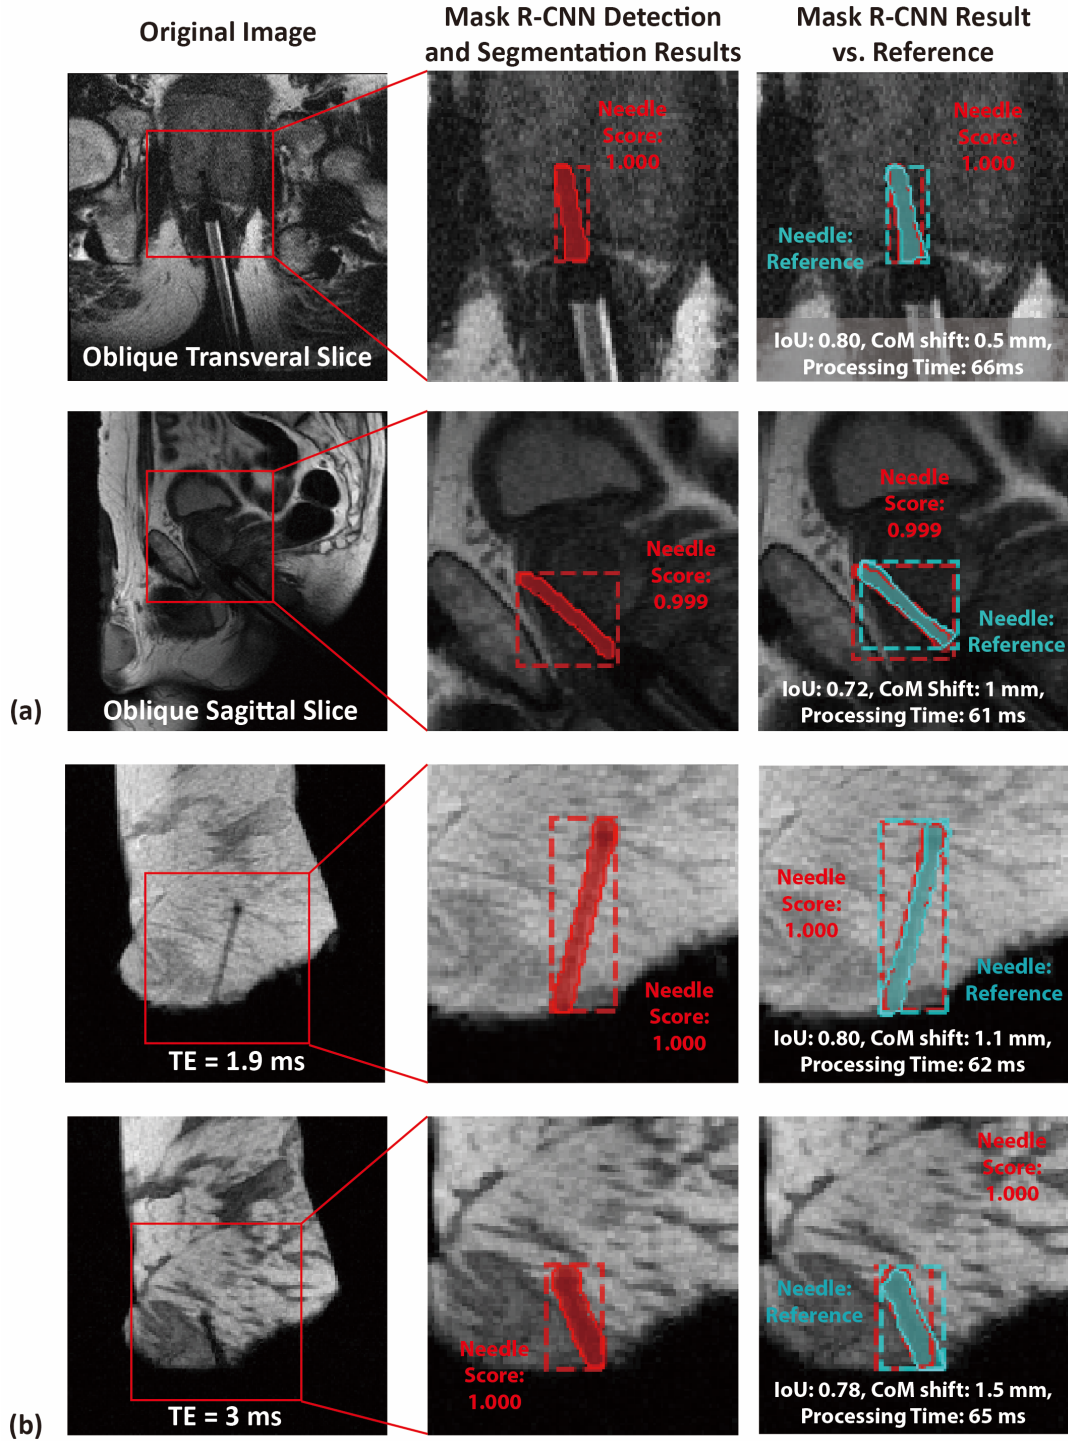 Original Image
Mask R-CNN Detection
and Segmentation Results
Mask R-CNN Result
vs. Reference
Oblique Transveral Slice
Needle
Score:
1.000
Needle
Score:
1.000
Needle:
Reference
IoU: 0.80, CoM shift: 0.5 mm,
Processing Time: 66ms
(a)
Oblique Sagittal Slice
Needle
Score:
0.999
Needle
Score:
0.999
Needle:
Reference
IoU: 0.72, CoM Shift: 1 mm,
Processing Time: 61 ms
TE = 1.9 ms
Needle
Score:
1.000
Needle
Score:
1.000
Needle:
Reference
IoU: 0.80, CoM shift: 1.1 mm,
Processing Time: 62 ms
(b)
TE = 3 ms
Needle
Score:
1.000
Needle
Score:
1.000
Needle:
Reference
IoU: 0.78, CoM shift: 1.5 mm,
Processing Time: 65 ms